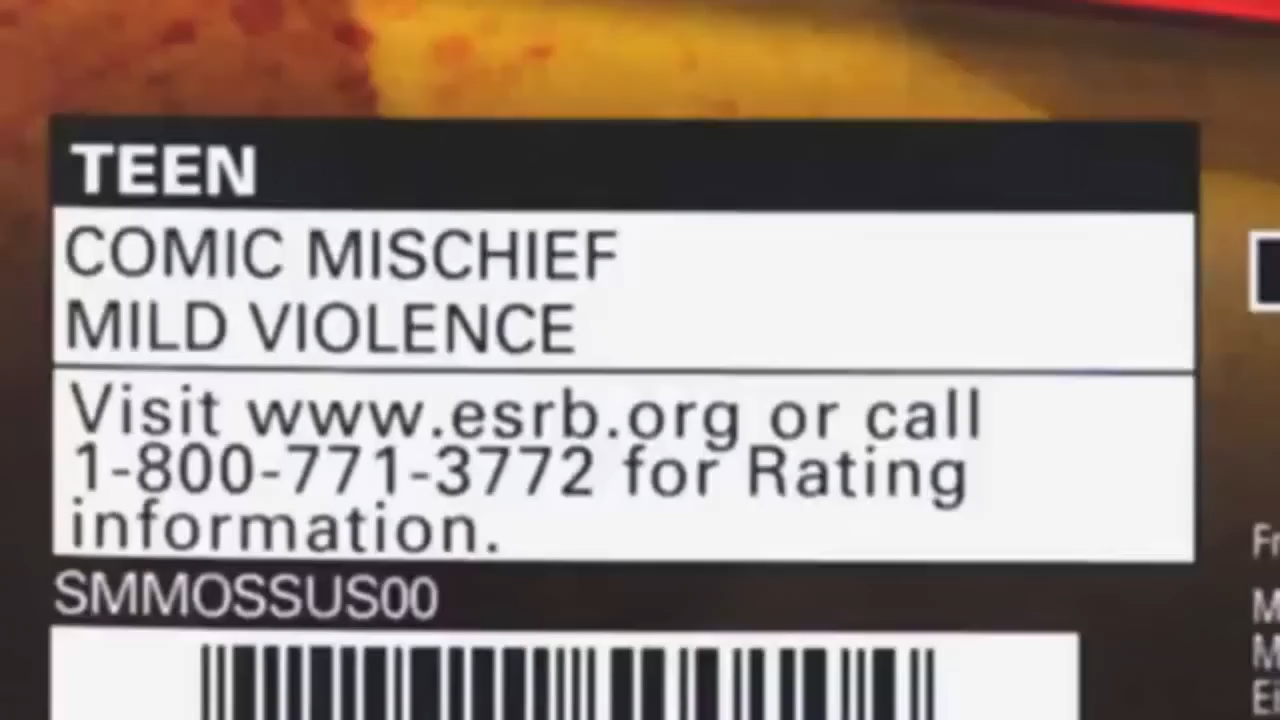 TEEN
COMIC MISCHIEF
MILD VIOLENCE
Visit www.esrb.org or call
1-800-771-3772 for Rating
information.
SMMOSSUS00